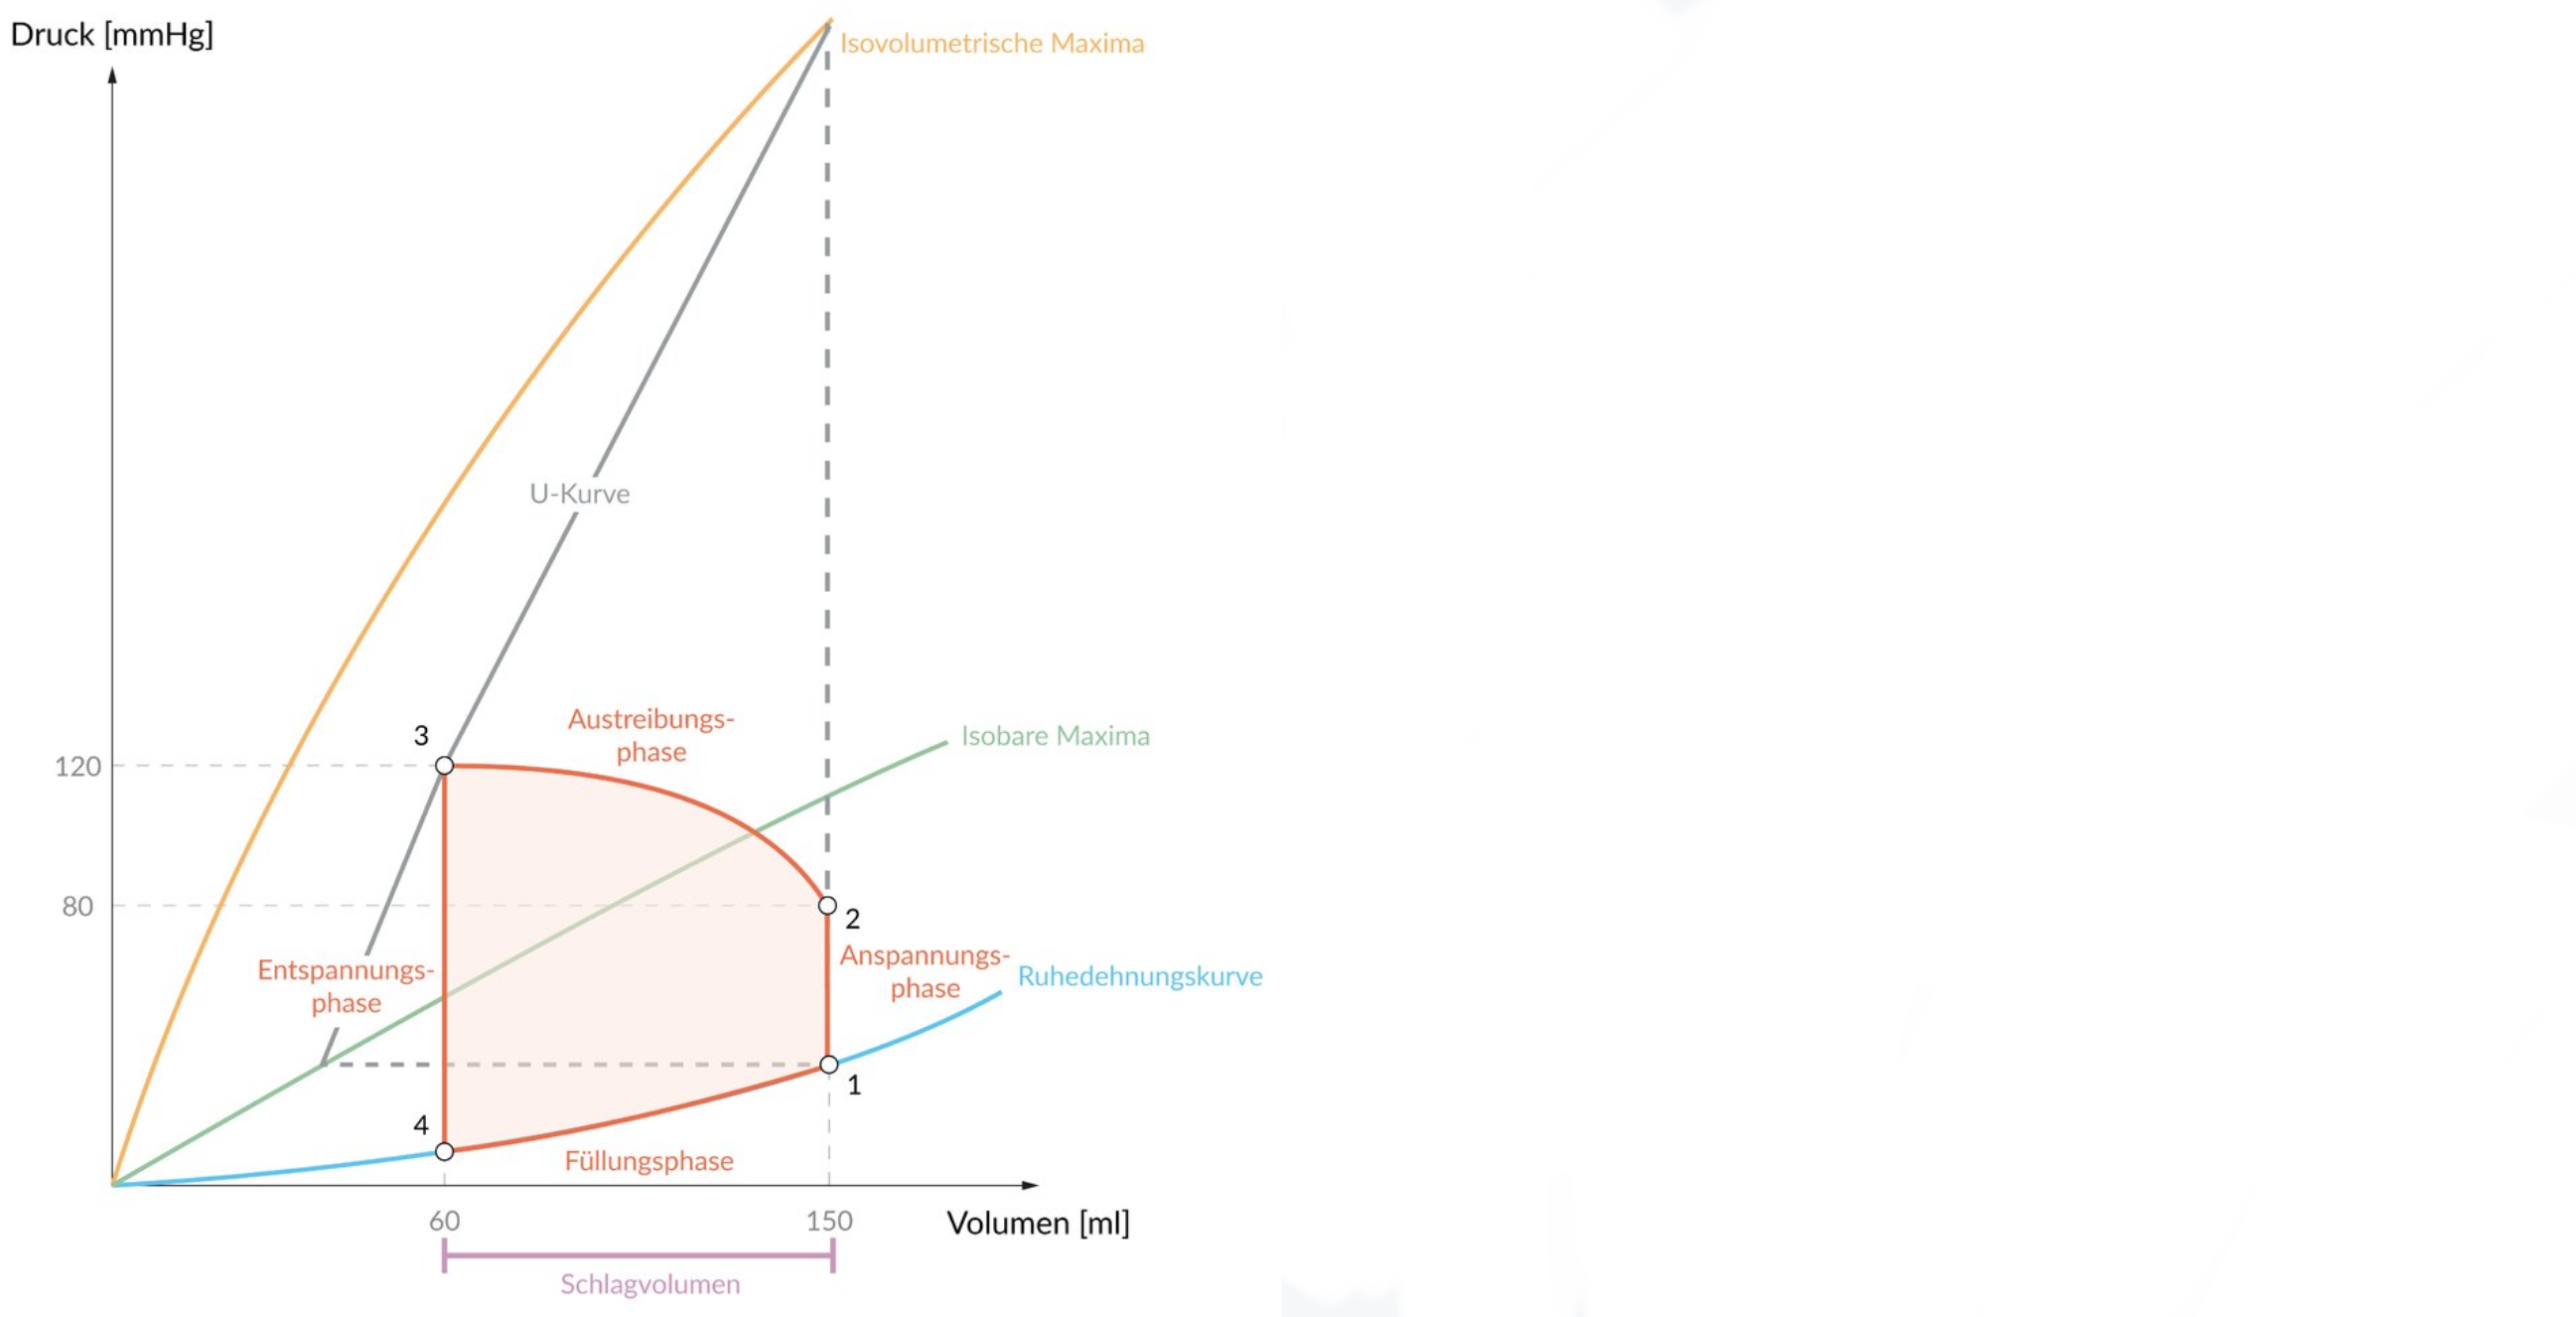 Druck [mmHg]
Isovolumetrische Maxima
U-Kurve
Austreibungs-
phase
3
Isobare Maxima
120
80
2
Anspannungs-
phase
Ruhedehnungskurve
Entspannungs-
phase
1
4
Füllungsphase
60
150
Volumen [ml]
Schlagvolumen